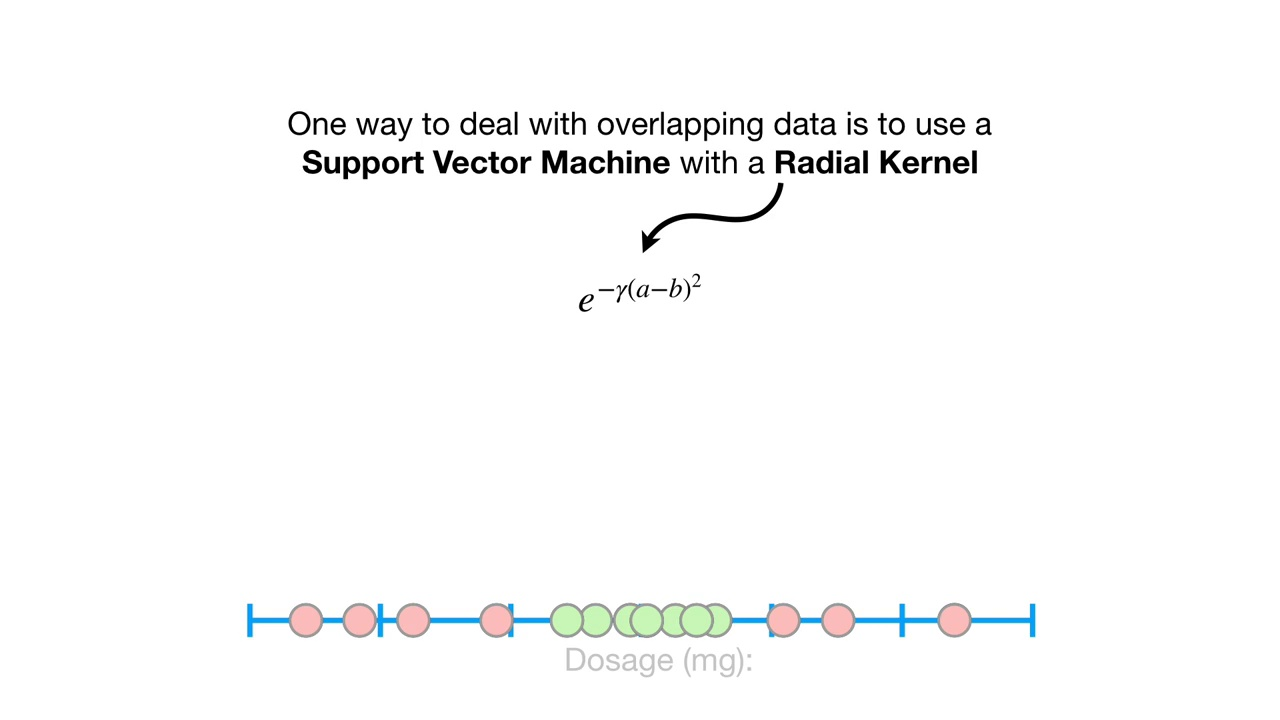 One way to deal with overlapping data is to use a
Support Vector Machine with a Radial Kernel
e^{−γ(a−b)^2}
Dosage (mg):